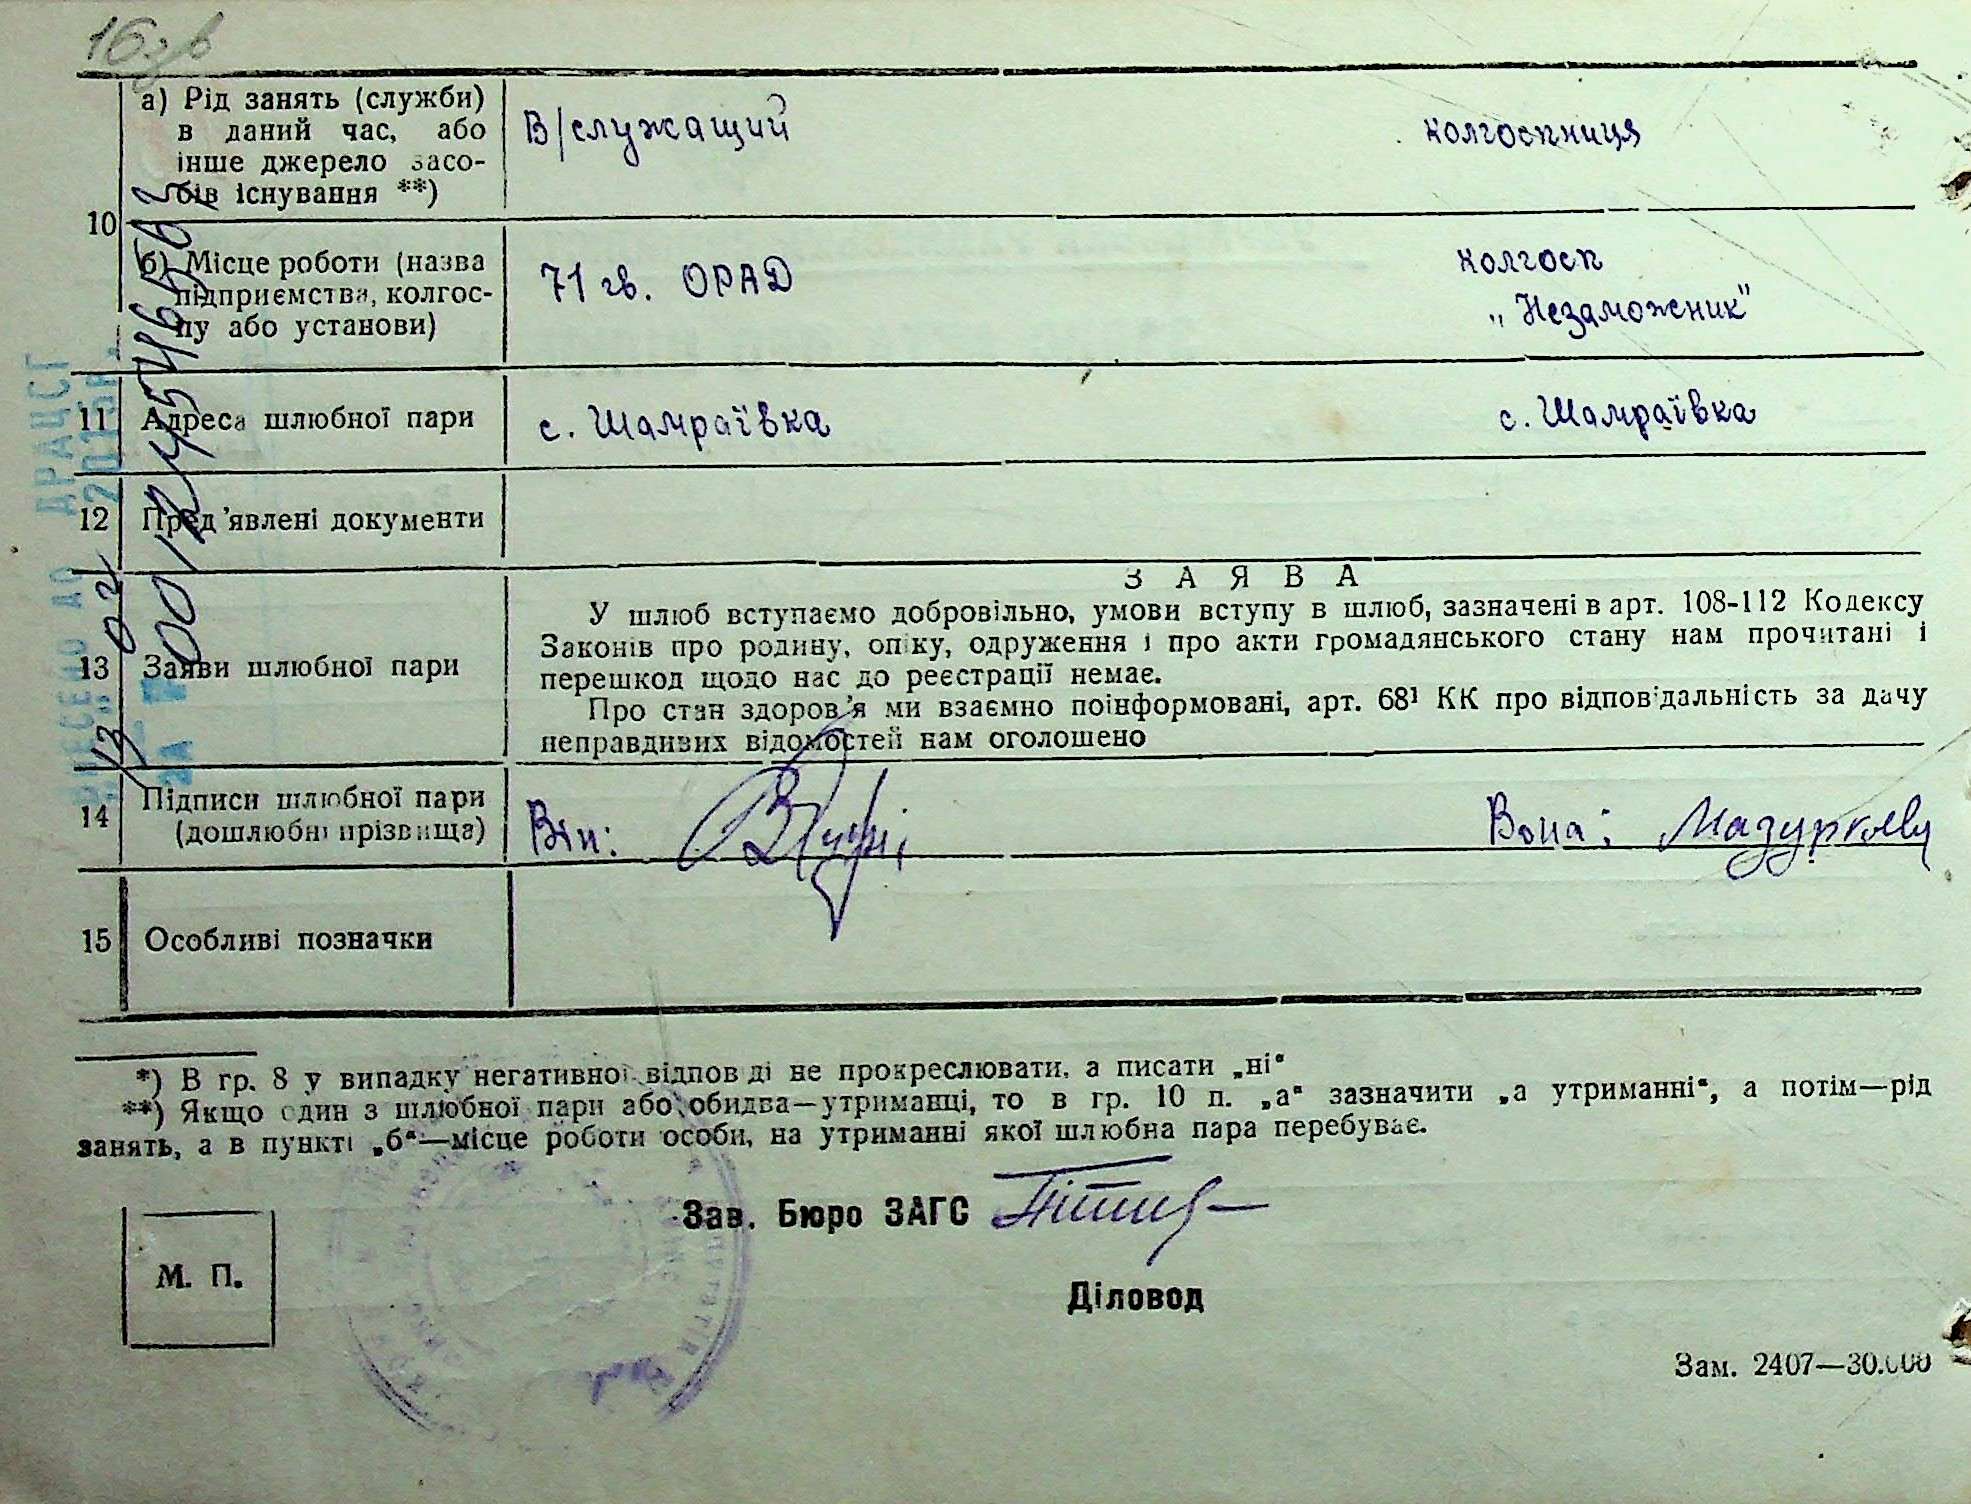 16зв
10
а) Рід занять (служби)
в даний час, або
інше джерело засо-
бів існування **)
В/служащий
колгоспниця
б) Місце роботи (назва
підприємства, колгос-
пу або установи)
71 гв. ОРАД
колгосп
„Незаможник"
11 Адреса шлюбної пари
с. Шамраївка
с. Шамраївка
12 Пред'явлені документи
13 Заяви шлюбної пари
ЗАЯВА
У шлюб вступаємо добровільно, умови вступу в шлюб, зазначені в арт. 108-112 Кодексу
Законів про родину, опіку, одруження і про акти громадянського стану нам прочитані і
перешкод щодо нас до реєстрації немає.
Про стан здоров'я ми взаємно поінформовані, арт. 68¹ КК про відповідальність за дачу
неправдивих відомостей нам оголошено
14 Підписи шлюбної пари
(дошлюбні прізвища)
Він:
Вона:
15 Особливі позначки
*) В гр. 8 у випадку негативної відповіді не прокреслювати, а писати „ні"
**) Якщо один з шлюбної пари або обидва—утриманці, то в гр. 10 п. „а" зазначити „а утриманні", а потім—рід
занять, а в пункті „б"—місце роботи особи, на утриманні якої шлюбна пара перебуває.
Зав. Бюро ЗАГС
М. П.
Діловод
Зам. 2407—30.000
ДО ДРАЦСГ